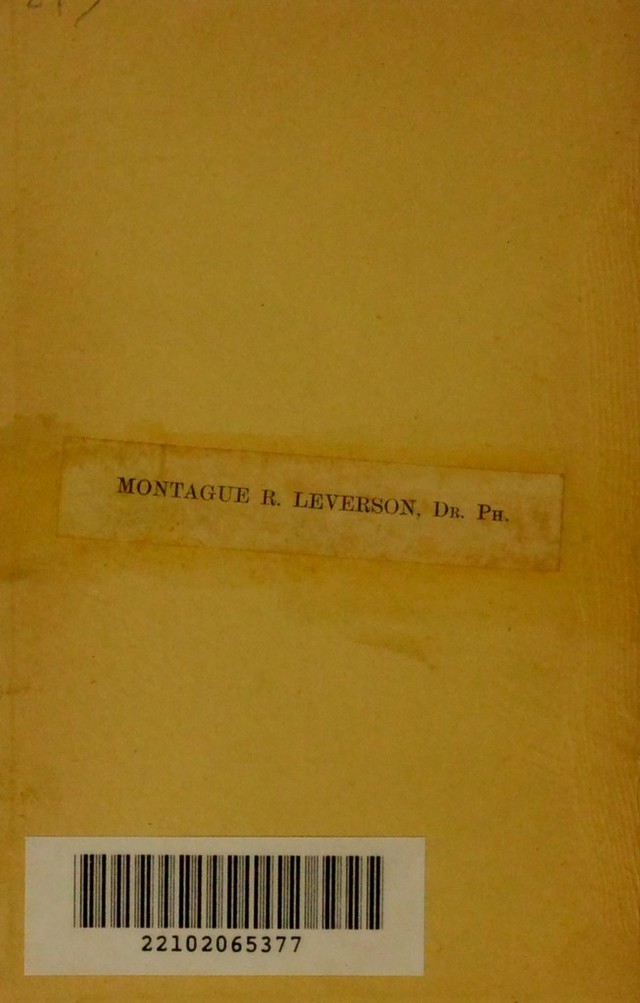 MONTAGUE R. LEVERSON, DR. PH.
22102065377